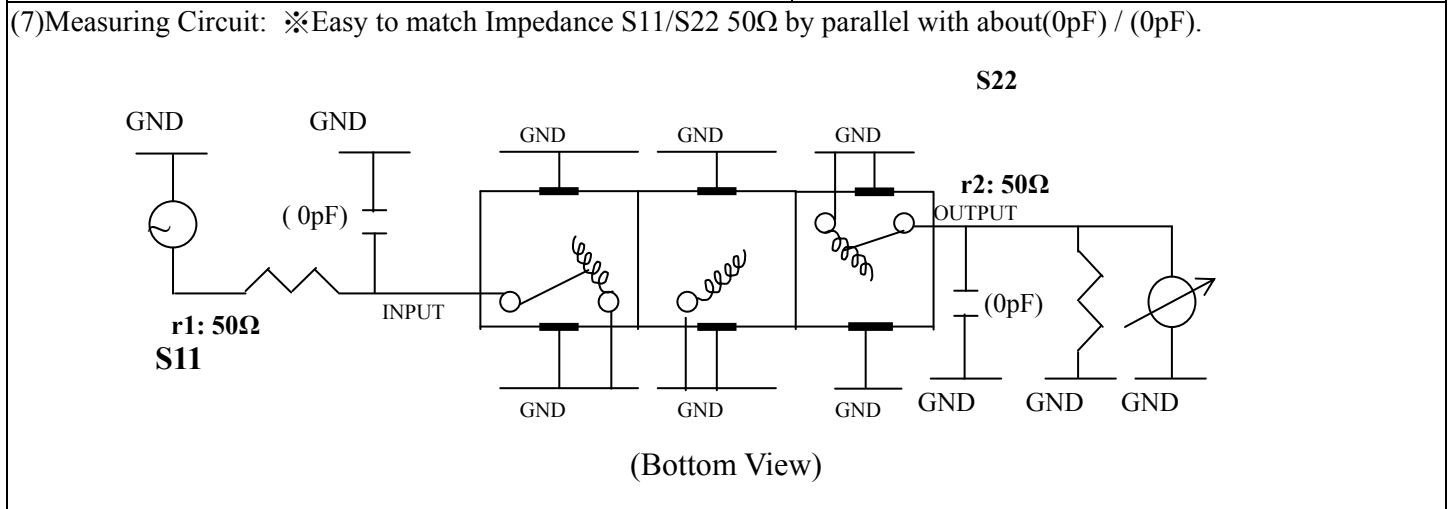 (7)Measuring Circuit: ※Easy to match Impedance S11/S22 50Ω by parallel with about(0pF) / (0pF).
S22
GND GND GND GND GND
r2: 50Ω
( 0pF) OUTPUT
(0pF)
INPUT
r1: 50Ω
S11
GND GND GND GND GND GND
(Bottom View)